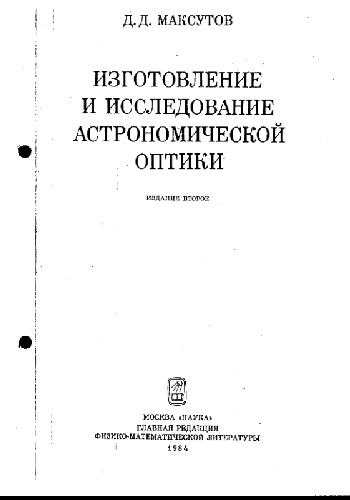 Д. Д. МАКСУТОВ
ИЗГОТОВЛЕНИЕ
И ИССЛЕДОВАНИЕ
АСТРОНОМИЧЕСКОЙ
ОПТИКИ
ИЗДАНИЕ ВТОРОЕ
МОСКВА «НАУКА»
ГЛАВНАЯ РЕДАКЦИЯ
ФИЗИКО-МАТЕМАТИЧЕСКОЙ ЛИТЕРАТУРЫ
1984